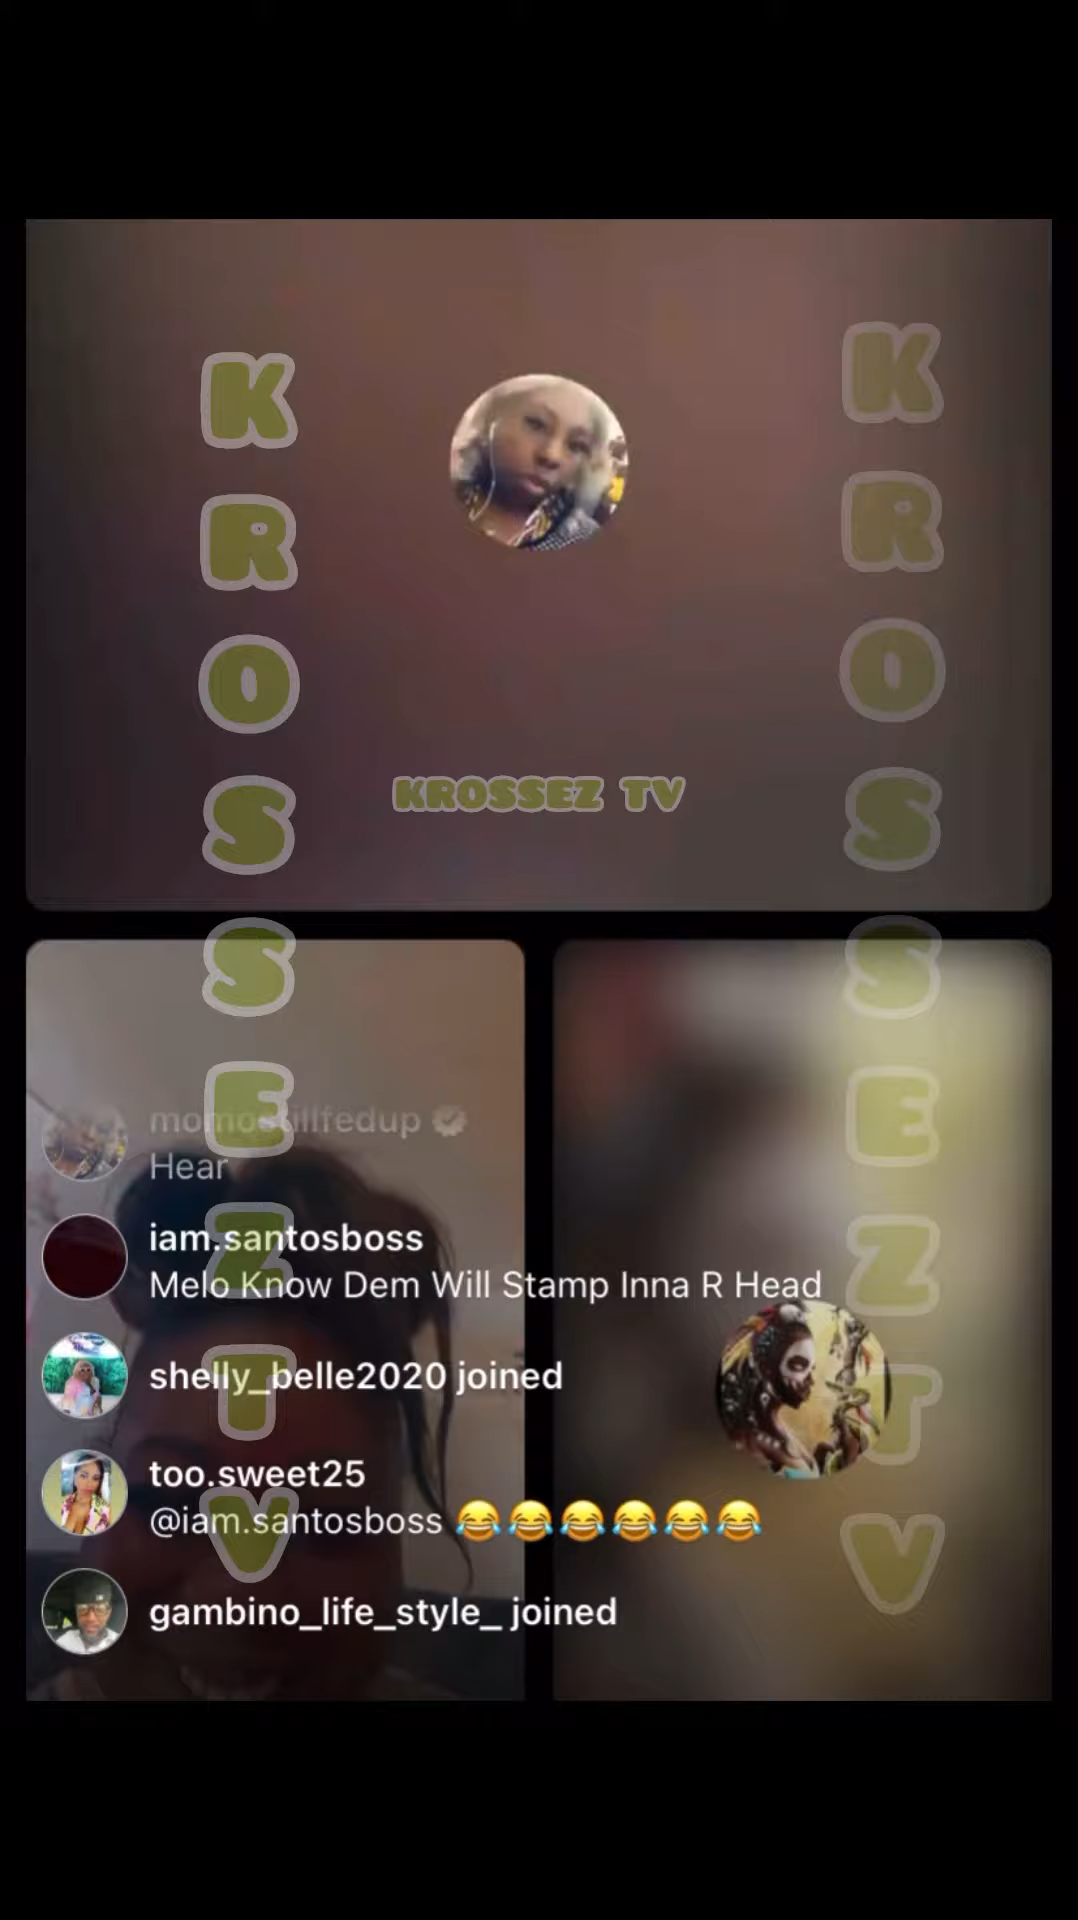 KROSSEZ TV
KROSSEZ TV
KROSSEZ TV
momostillfedup
Hear
iam.santosboss
Melo Know Dem Will Stamp Inna R Head
shelly_belle2020 joined
too.sweet25
@iam.santosboss 😂😂😂😂😂😂
gambino_life_style_ joined